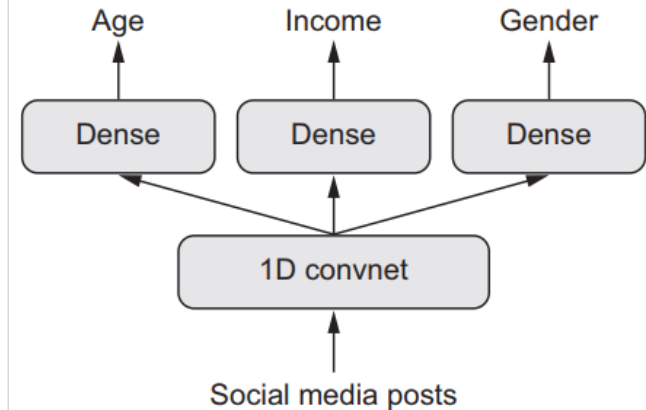 Age Income Gender
Dense Dense Dense
1D convnet
Social media posts